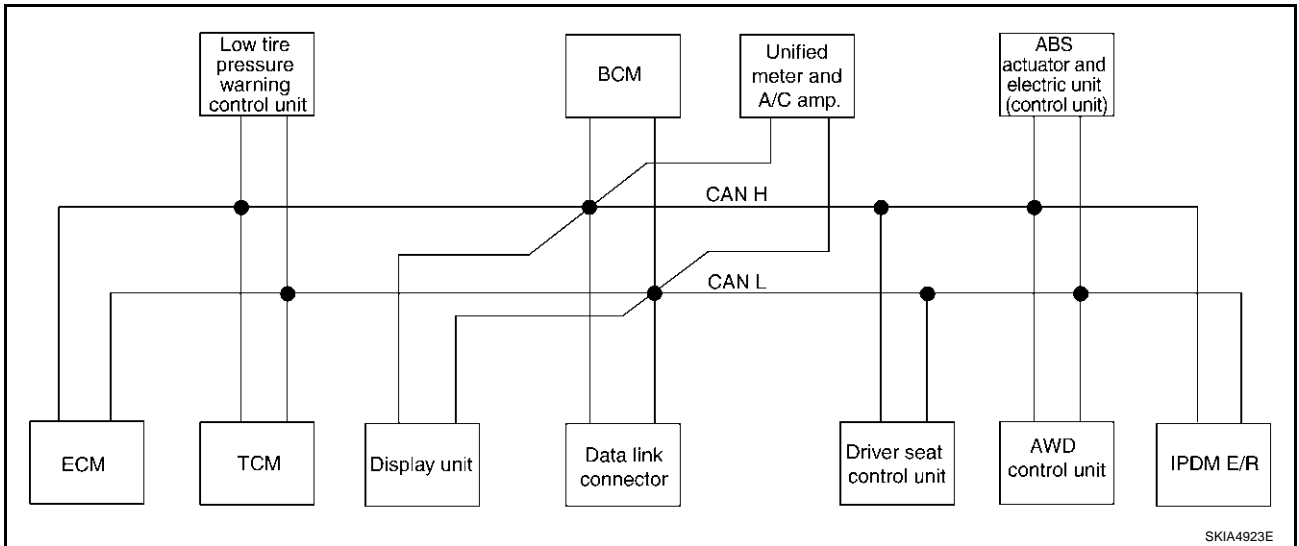 Low tire
pressure
warning
control unit
BCM
Unified
meter and
A/C amp.
ABS
actuator and
electric unit
(control unit)
CAN H
CAN L
ECM
TCM
Display unit
Data link
connector
Driver seat
control unit
AWD
control unit
IPDM E/R
SKIA4923E